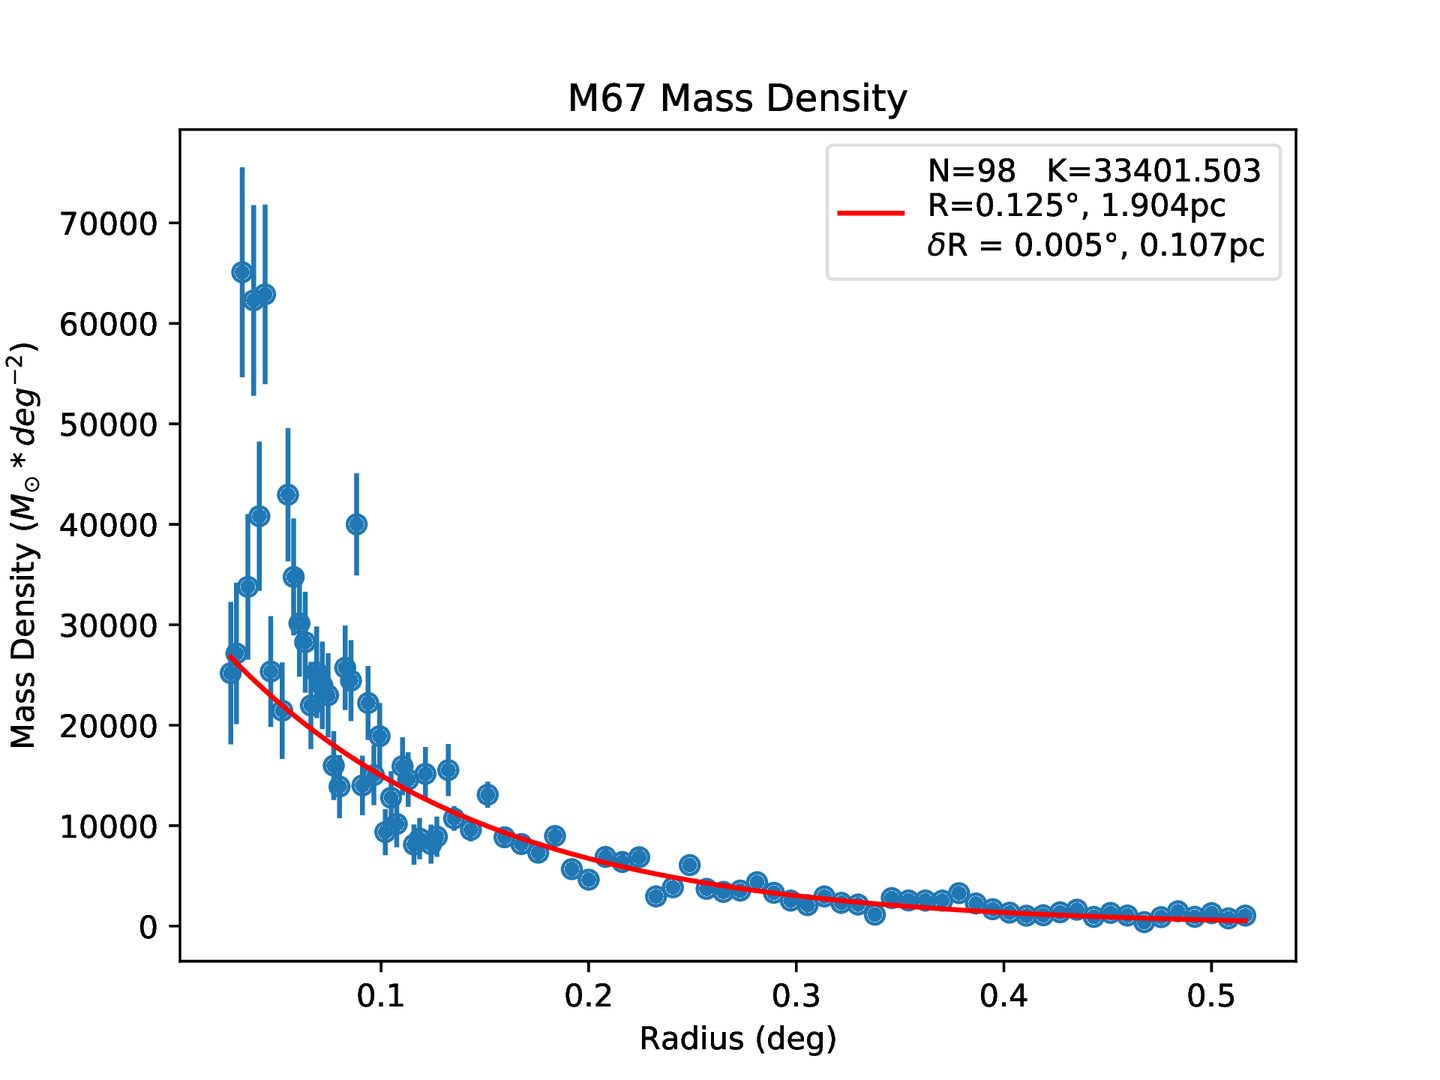 M67 Mass Density
N=98 K=33401.503
R=0.125°, 1.904pc
δR = 0.005°, 0.107pc
Mass Density (M⊙ * deg⁻²)
70000
60000
50000
40000
30000
20000
10000
0
0.1 0.2 0.3 0.4 0.5
Radius (deg)